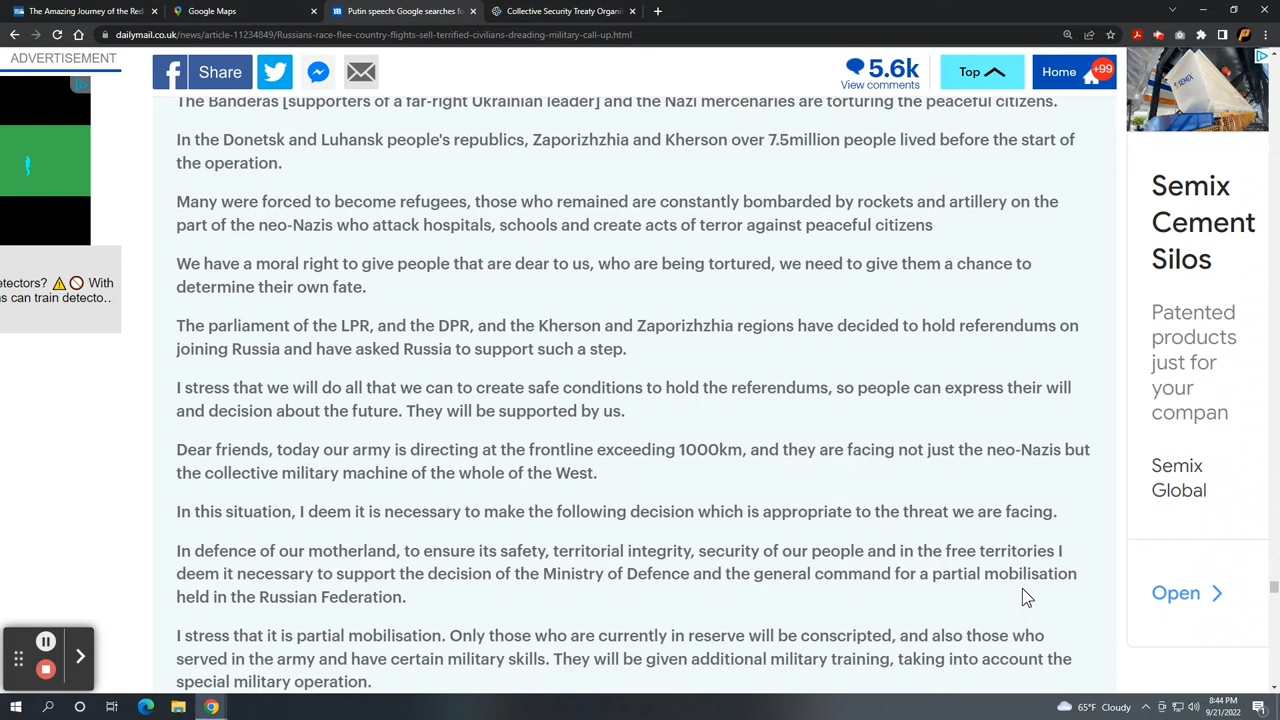 The Amazing Journey of the Red
Google Maps
Putin speech: Google searches fo
Collective Security Treaty Organis
dailymail.co.uk/news/article-11234849/Russians-race-flee-country-flights-sell-terrified-civilians-dreading-military-call-up.html
ADVERTISEMENT
Share
5.6k
View comments
Top
Home
+99
The Banderas [supporters of a far-right Ukrainian leader] and the Nazi mercenaries are torturing the peaceful citizens.
In the Donetsk and Luhansk people's republics, Zaporizhzhia and Kherson over 7.5million people lived before the start of
the operation.
Many were forced to become refugees, those who remained are constantly bombarded by rockets and artillery on the
part of the neo-Nazis who attack hospitals, schools and create acts of terror against peaceful citizens
We have a moral right to give people that are dear to us, who are being tortured, we need to give them a chance to
determine their own fate.
The parliament of the LPR, and the DPR, and the Kherson and Zaporizhzhia regions have decided to hold referendums on
joining Russia and have asked Russia to support such a step.
I stress that we will do all that we can to create safe conditions to hold the referendums, so people can express their will
and decision about the future. They will be supported by us.
Dear friends, today our army is directing at the frontline exceeding 1000km, and they are facing not just the neo-Nazis but
the collective military machine of the whole of the West.
In this situation, I deem it is necessary to make the following decision which is appropriate to the threat we are facing.
In defence of our motherland, to ensure its safety, territorial integrity, security of our people and in the free territories I
deem it necessary to support the decision of the Ministry of Defence and the general command for a partial mobilisation
held in the Russian Federation.
I stress that it is partial mobilisation. Only those who are currently in reserve will be conscripted, and also those who
served in the army and have certain military skills. They will be given additional military training, taking into account the
special military operation.
etectors? ⚠️🚫 With
s can train detecto...
SEMIX
Semix
Cement
Silos
Patented
products
just for
your
compan
Semix
Global
Open
65°F Cloudy
8:44 PM
9/21/2022
1